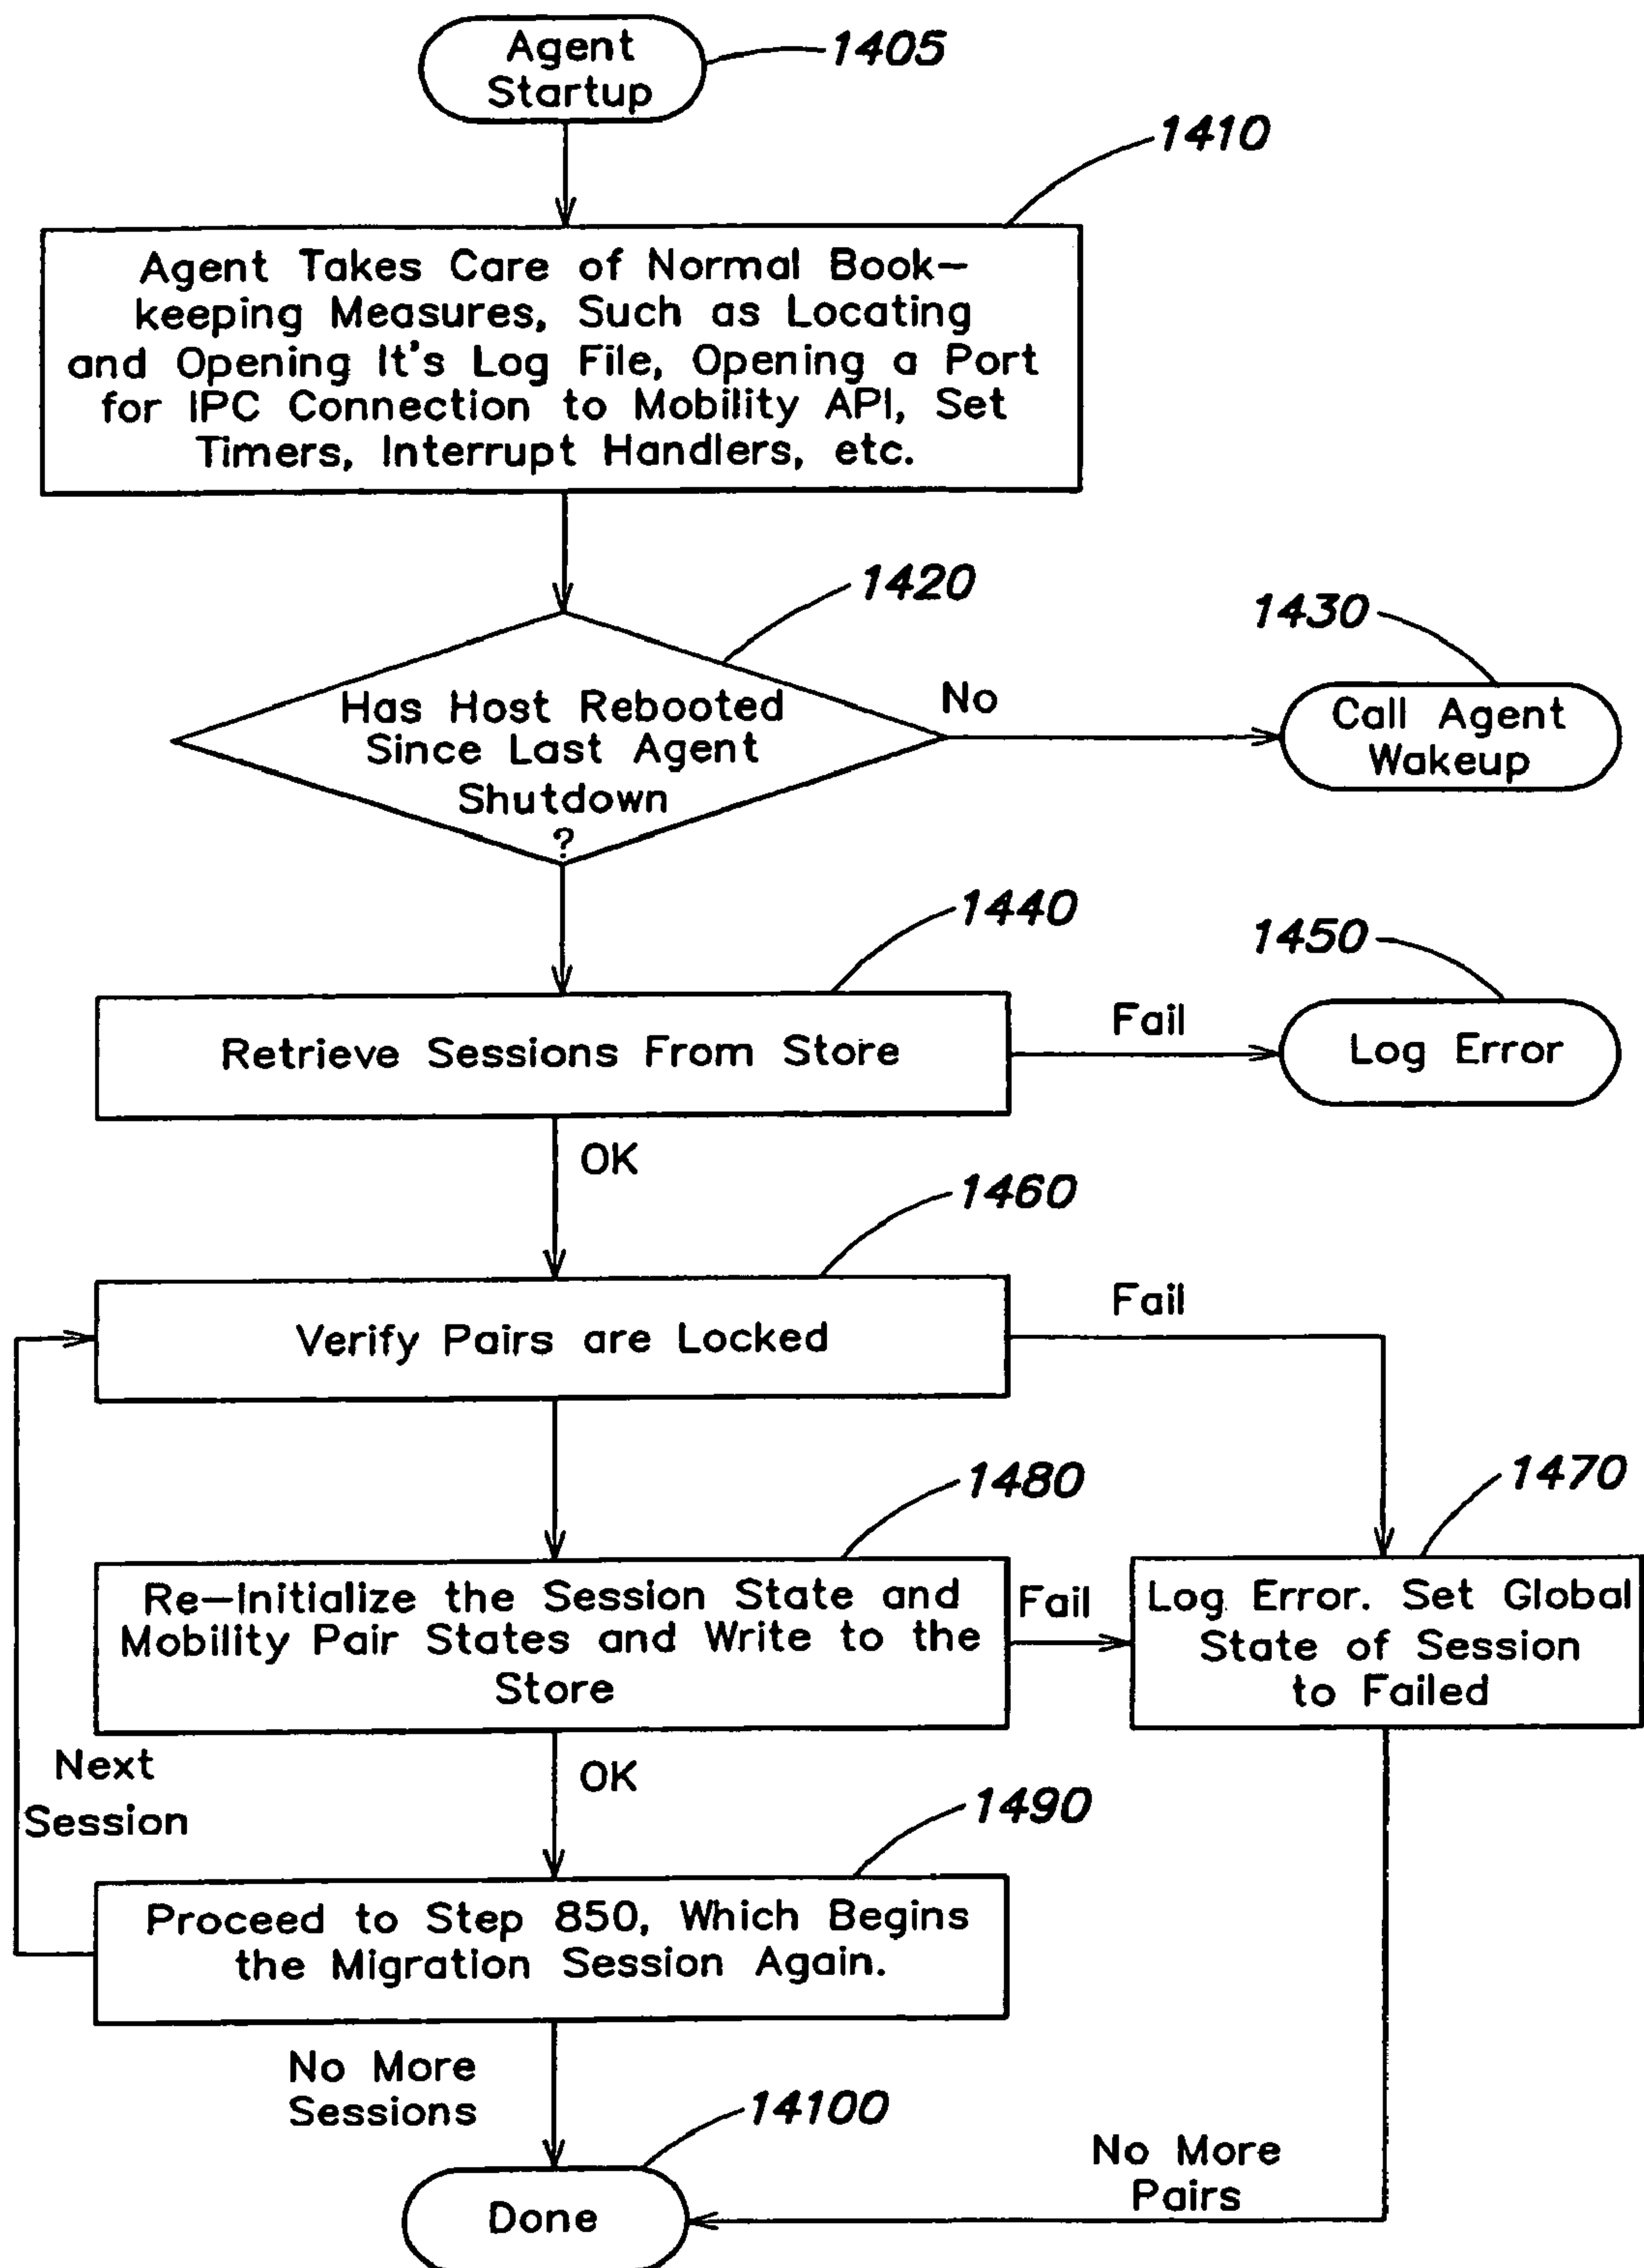 Agent
Startup
1405
1410
Agent Takes Care of Normal Book-
keeping Measures, Such as Locating
and Opening It's Log File, Opening a Port
for IPC Connection to Mobility API, Set
Timers, Interrupt Handlers, etc.
1420
Has Host Rebooted
Since Last Agent
Shutdown
?
No
1430
Call Agent
Wakeup
1440
Retrieve Sessions From Store
Fail
1450
Log Error
OK
1460
Verify Pairs are Locked
Fail
1480
Re-Initialize the Session State and
Mobility Pair States and Write to the
Store
Fail
1470
Log Error. Set Global
State of Session
to Failed
Next
Session
OK
1490
Proceed to Step 850, Which Begins
the Migration Session Again.
No More
Sessions
14100
Done
No More
Pairs